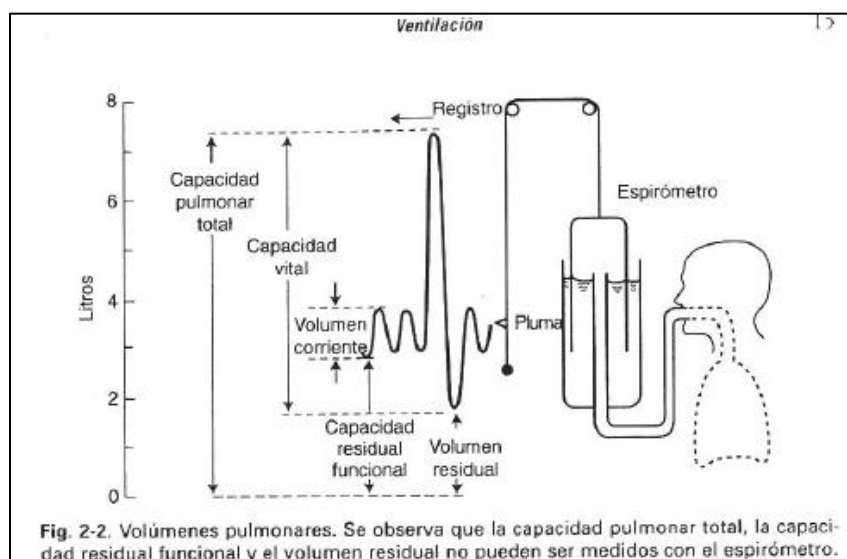 Ventilación
8
Registro
Capacidad
pulmonar
total
6
Espirómetro
Capacidad
vital
Litros
4
Volumen
corriente
Pluma
2
Capacidad
residual
funcional
Volumen
residual
0
Fig. 2-2. Volúmenes pulmonares. Se observa que la capacidad pulmonar total, la capaci-
dad residual funcional y el volumen residual no pueden ser medidos con el espirómetro.